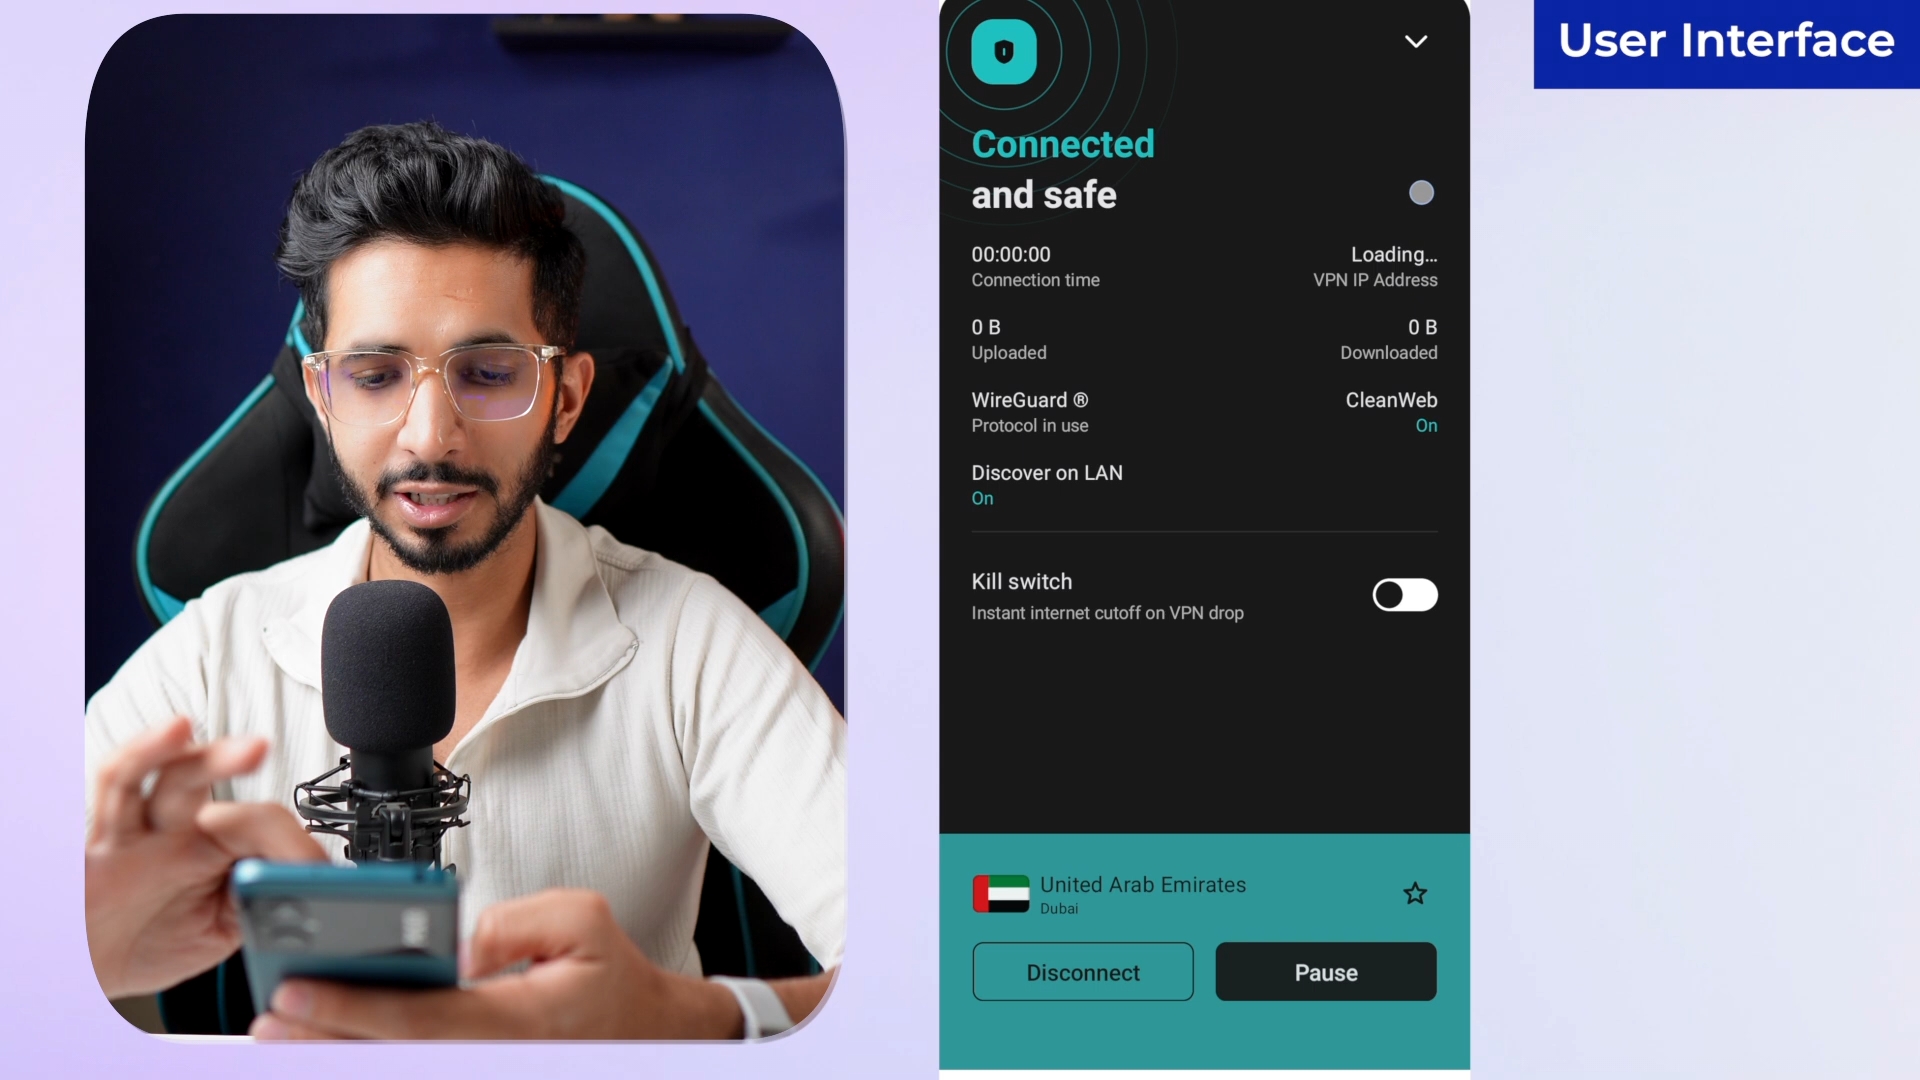 User Interface
Connected
and safe
00:00:00
Connection time
Loading...
VPN IP Address
0 B
Uploaded
0 B
Downloaded
WireGuard ®
Protocol in use
CleanWeb
On
Discover on LAN
On
Kill switch
Instant internet cutoff on VPN drop
United Arab Emirates
Dubai
Disconnect
Pause